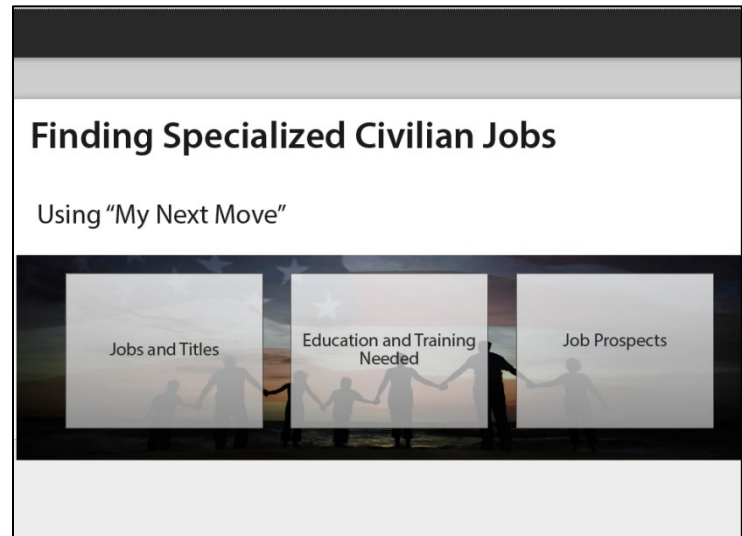 Finding Specialized Civilian Jobs
Using “My Next Move”
Jobs and Titles
Education and Training
Needed
Job Prospects